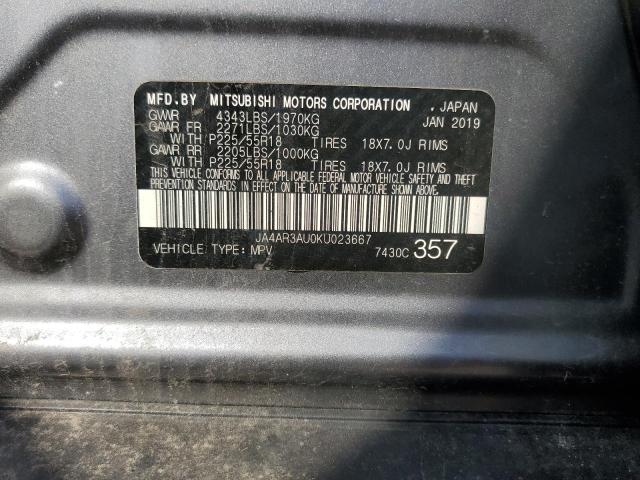 MFD.BY MITSUBISHI MOTORS CORPORATION . JAPAN
GVWR 4343LBS/1970KG JAN 2019
GAWR FR 2271LBS/1030KG
WITH P225/55R18 TIRES 18X7.0J RIMS
GAWR RR 2205LBS/1000KG
WITH P225/55R18 TIRES 18X7.0J RIMS
THIS VEHICLE CONFORMS TO ALL APPLICABLE FEDERAL MOTOR VEHICLE SAFETY AND THEFT
PREVENTION STANDARDS IN EFFECT ON THE DATE OF MANUFACTURE SHOWN ABOVE.
JA4AR3AU0KU023667
VEHICLE TYPE: MPV 7430C 357